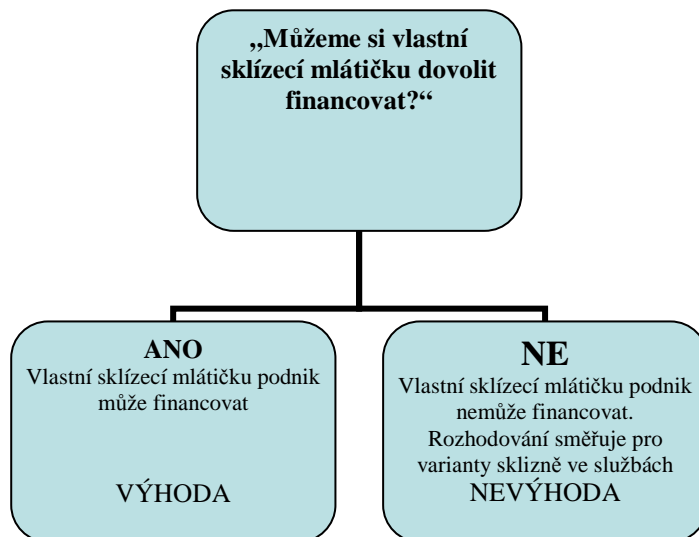 „Můžeme si vlastní
sklízecí mlátičku dovolit
financovat?“
ANO
Vlastní sklízecí mlátičku podnik
může financovat
VÝHODA
NE
Vlastní sklízecí mlátičku podnik
nemůže financovat.
Rozhodování směřuje pro
varianty sklizně ve službách
NEVÝHODA